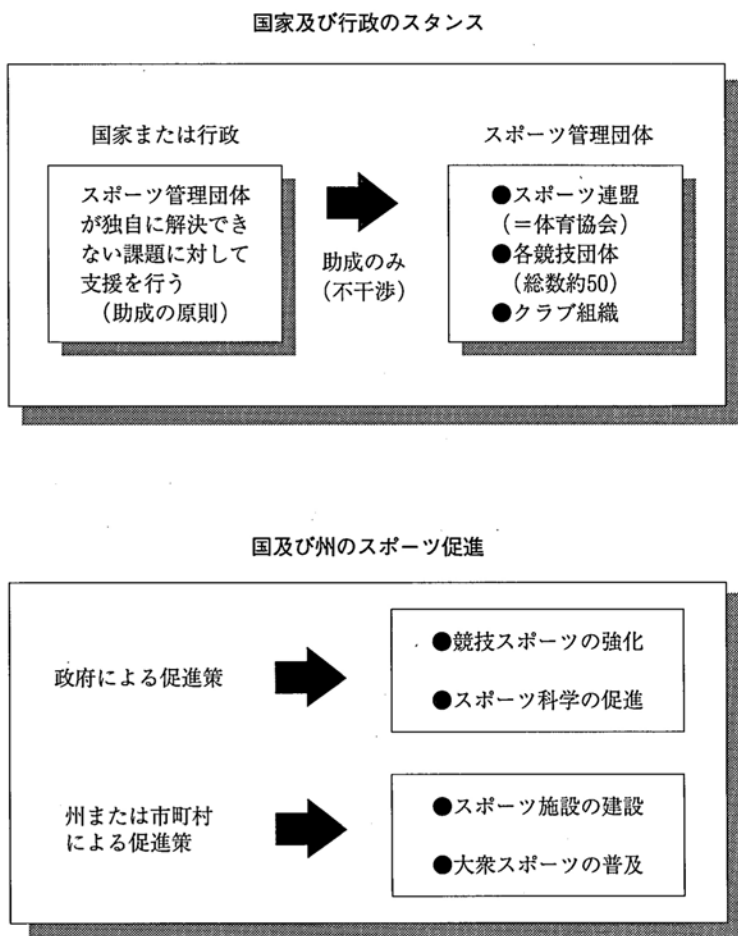 国家及び行政のスタンス
国家または行政
スポーツ管理団体
が独自に解決でき
ない課題に対して
支援を行う
（助成の原則）
助成のみ
（不干渉）
スポーツ管理団体
●スポーツ連盟
（＝体育協会）
●各競技団体
（総数約50）
●クラブ組織
国及び州のスポーツ促進
政府による促進策
●競技スポーツの強化
●スポーツ科学の促進
州または市町村
による促進策
●スポーツ施設の建設
●大衆スポーツの普及